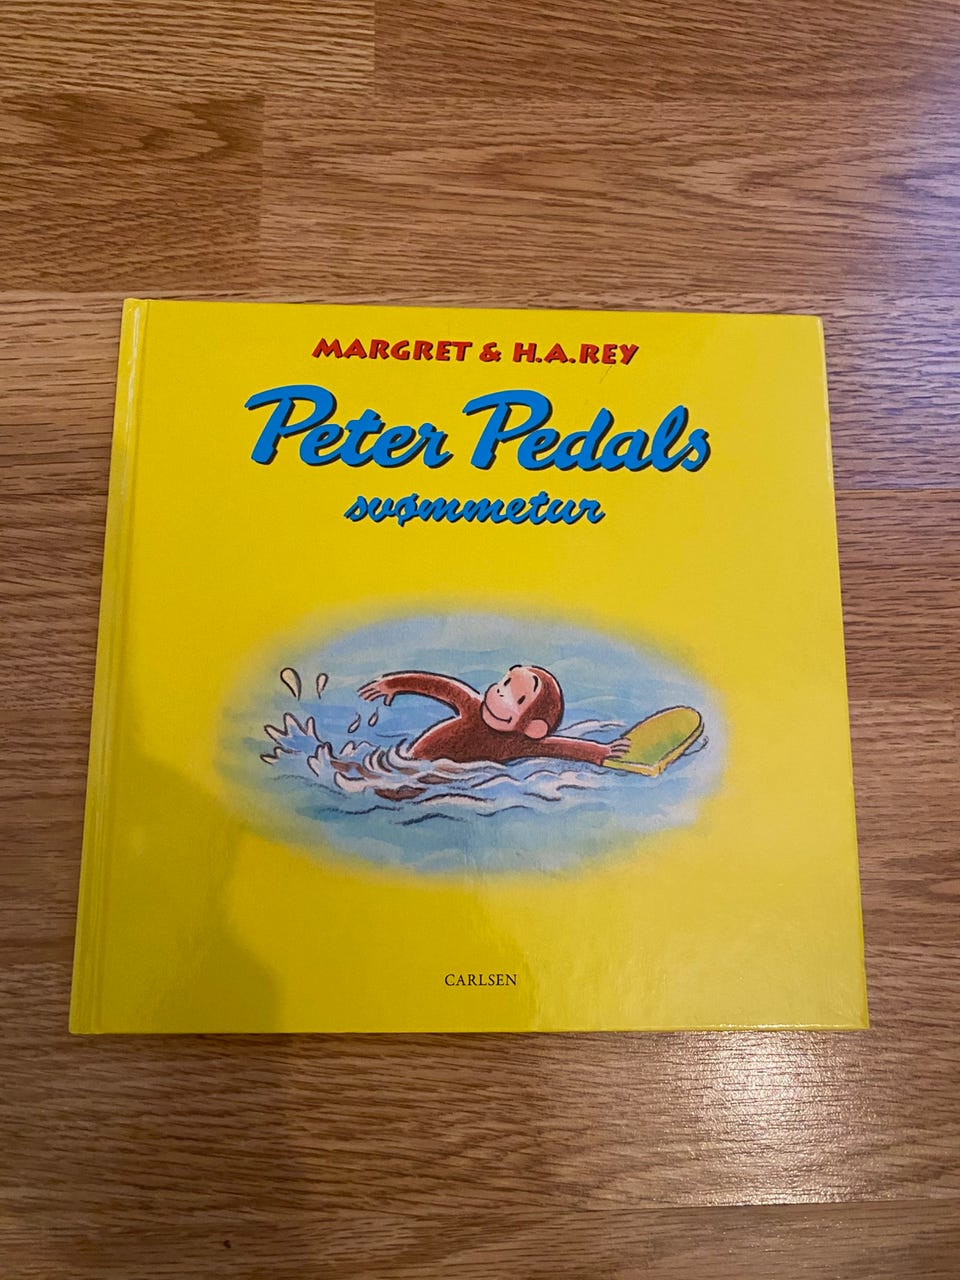 MARGRET & H.A.REY
Peter Pedals
svømmetur
CARLSEN